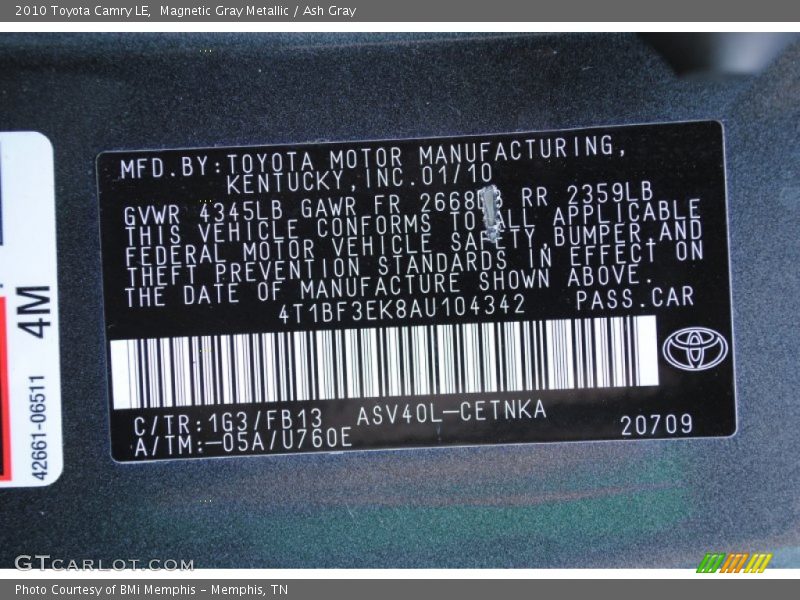 2010 Toyota Camry LE, Magnetic Gray Metallic / Ash Gray
MFD.BY:TOYOTA MOTOR MANUFACTURING,
KENTUCKY,INC.01/10
GVWR 4345LB GAWR FR 2668 RR 2359LB
THIS VEHICLE CONFORMS TO ALL APPLICABLE
FEDERAL MOTOR VEHICLE SAFETY,BUMPER AND
THEFT PREVENTION STANDARDS IN EFFECT ON
THE DATE OF MANUFACTURE SHOWN ABOVE.
4T1BF3EK8AU104342 PASS.CAR
C/TR:1G3/FB13 ASV40L-CETNKA
A/TM:-05A/U760E 20709
4M
42661-06511
GTCARLOT.COM
Photo Courtesy of BMi Memphis - Memphis, TN